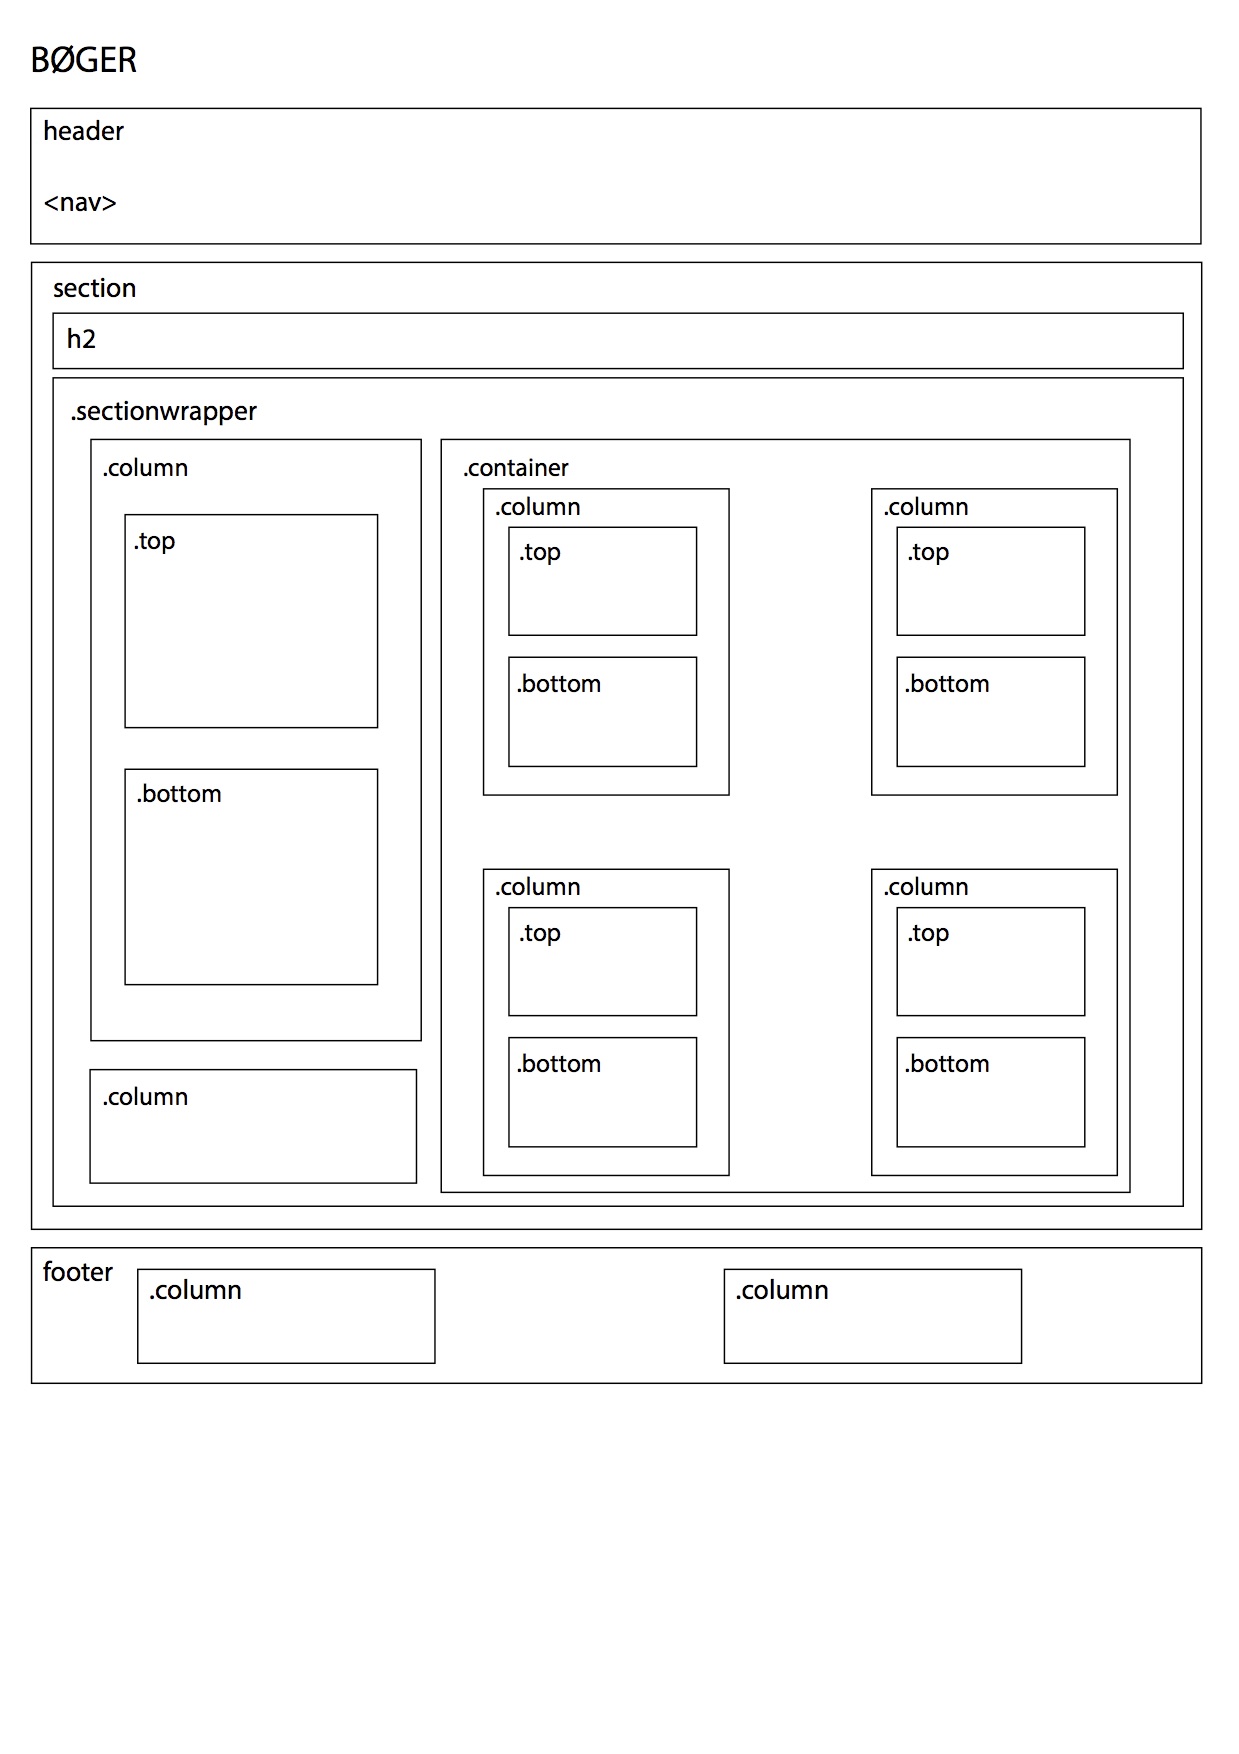 BØGER
header
<nav>
section
h2
.sectionwrapper
.column
.top
.bottom
.column
.container
.column
.top
.bottom
.column
.top
.bottom
.column
.top
.bottom
.column
.top
.bottom
footer
.column
.column